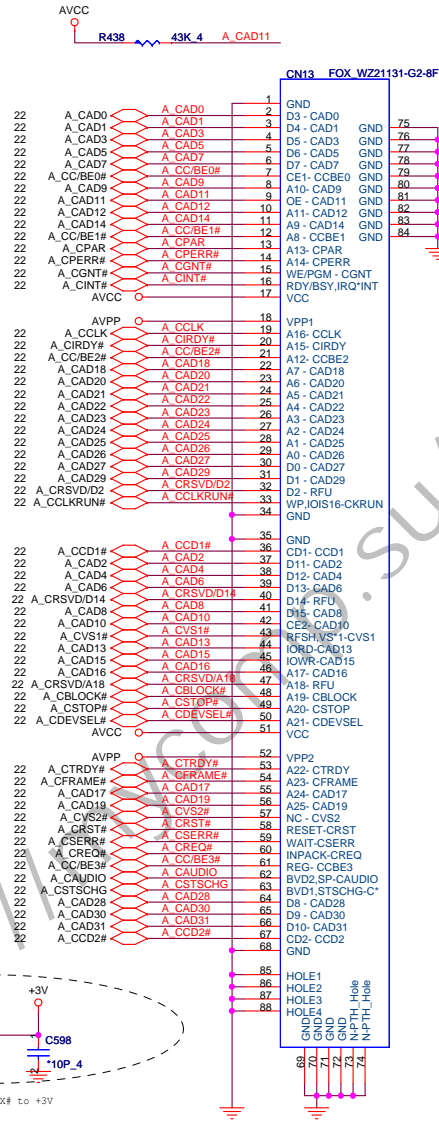 AVCC
R438 43K_4 A_CAD11
CN13 FOX_WZ21131-G2-8F
1 GND
22 A_CAD0 A_CAD0 2 D3 - CAD0
22 A_CAD1 A_CAD1 3 D4 - CAD1 GND 75
22 A_CAD3 A_CAD3 4 D5 - CAD3 GND 76
22 A_CAD5 A_CAD5 5 D6 - CAD5 GND 77
22 A_CAD7 A_CAD7 6 D7 - CAD7 GND 78
22 A_CC/BE0# A_CC/BE0# 7 CE1- CCBE0 GND 79
22 A_CAD9 A_CAD9 8 A10- CAD9 GND 80
22 A_CAD11 A_CAD11 9 OE - CAD11 GND 81
22 A_CAD12 A_CAD12 10 A11- CAD12 GND 82
22 A_CAD14 A_CAD14 11 A9 - CAD14 GND 83
22 A_CC/BE1# A_CC/BE1# 12 A8 - CCBE1 GND 84
22 A_CPAR A_CPAR 13 A13- CPAR
22 A_CPERR# A_CPERR# 14 A14- CPERR
22 A_CGNT# A_CGNT# 15 WE/PGM - CGNT
22 A_CINT# A_CINT# 16 RDY/BSY,IRQ*INT
AVCC 17 VCC
AVPP 18 VPP1
22 A_CCLK A_CCLK 19 A16- CCLK
22 A_CIRDY# A_CIRDY# 20 A15- CIRDY
22 A_CC/BE2# A_CC/BE2# 21 A12- CCBE2
22 A_CAD18 A_CAD18 22 A7 - CAD18
22 A_CAD20 A_CAD20 23 A6 - CAD20
22 A_CAD21 A_CAD21 24 A5 - CAD21
22 A_CAD22 A_CAD22 25 A4 - CAD22
22 A_CAD23 A_CAD23 26 A3 - CAD23
22 A_CAD24 A_CAD24 27 A2 - CAD24
22 A_CAD25 A_CAD25 28 A1 - CAD25
22 A_CAD26 A_CAD26 29 A0 - CAD26
22 A_CAD27 A_CAD27 30 D0 - CAD27
22 A_CAD29 A_CAD29 31 D1 - CAD29
22 A_CRSVD/D2 A_CRSVD/D2 32 D2 - RFU
22 A_CCLKRUN# A_CCLKRUN# 33 WP,IOIS16-CKRUN
34 GND
35 GND
22 A_CCD1# A_CCD1# 36 CD1- CCD1
22 A_CAD2 A_CAD2 37 D11- CAD2
22 A_CAD4 A_CAD4 38 D12- CAD4
22 A_CAD6 A_CAD6 39 D13- CAD6
22 A_CRSVD/D14 A_CRSVD/D14 40 D14- RFU
22 A_CAD8 A_CAD8 41 D15- CAD8
22 A_CAD10 A_CAD10 42 CE2- CAD10
22 A_CVS1# A_CVS1# 43 RFSH,VS*1-CVS1
22 A_CAD13 A_CAD13 44 IORD-CAD13
22 A_CAD15 A_CAD15 45 IOWR-CAD15
22 A_CAD16 A_CAD16 46 A17- CAD16
22 A_CRSVD/A18 A_CRSVD/A18 47 A18- RFU
22 A_CBLOCK# A_CBLOCK# 48 A19- CBLOCK
22 A_CSTOP# A_CSTOP# 49 A20- CSTOP
22 A_CDEVSEL# A_CDEVSEL# 50 A21- CDEVSEL
AVCC 51 VCC
AVPP 52 VPP2
22 A_CTRDY# A_CTRDY# 53 A22- CTRDY
22 A_CFRAME# A_CFRAME# 54 A23- CFRAME
22 A_CAD17 A_CAD17 55 A24- CAD17
22 A_CAD19 A_CAD19 56 A25- CAD19
22 A_CVS2# A_CVS2# 57 NC - CVS2
22 A_CRST# A_CRST# 58 RESET-CRST
22 A_CSERR# A_CSERR# 59 WAIT-CSERR
22 A_CREQ# A_CREQ# 60 INPACK-CREQ
22 A_CC/BE3# A_CC/BE3# 61 REG- CCBE3
22 A_CAUDIO A_CAUDIO 62 BVD2,SP-CAUDIO
22 A_CSTSCHG A_CSTSCHG 63 BVD1,STSCHG-C*
22 A_CAD28 A_CAD28 64 D8 - CAD28
22 A_CAD30 A_CAD30 65 D9 - CAD30
22 A_CAD31 A_CAD31 66 D10- CAD31
22 A_CCD2# A_CCD2# 67 CD2- CCD2
68 GND
85 HOLE1
86 HOLE2
87 HOLE3
88 HOLE4
GND GND GND GND N-PTH_Hole N-PTH_Hole
69 70 71 72 73 74
+3V
1
C598
*10P_4
2
X# to +3V
//mycomp.su/